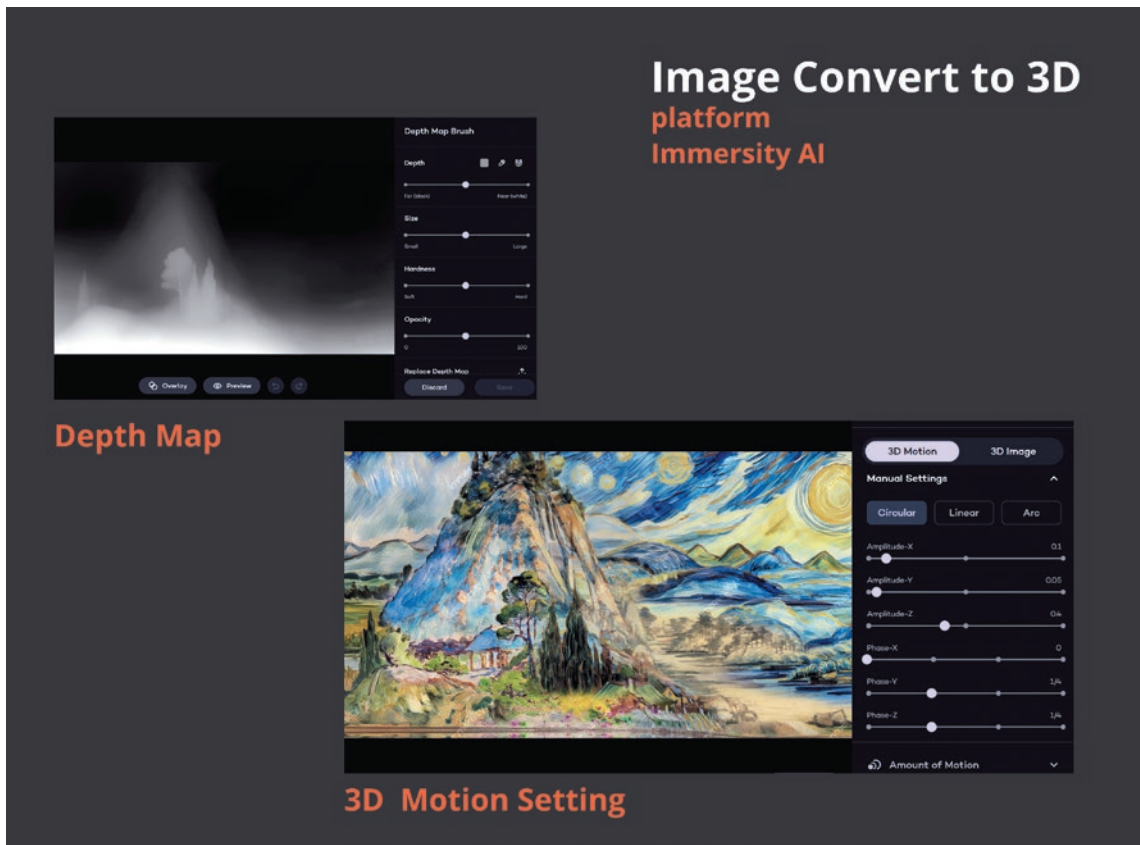 Image Convert to 3D
platform
Immersity AI
Depth Map Brush
Depth
Far (black) Near (white)
Size
Small Large
Hardness
Soft Hard
Opacity
0 100
Replace Depth Map
Overlay Preview Discard Save
Depth Map
3D Motion 3D Image
Manual Settings
Circular Linear Arc
Amplitude-X 0.1
Amplitude-Y 0.05
Amplitude-Z 0.4
Phase-X 0
Phase-Y 1/4
Phase-Z 1/4
Amount of Motion
3D Motion Setting